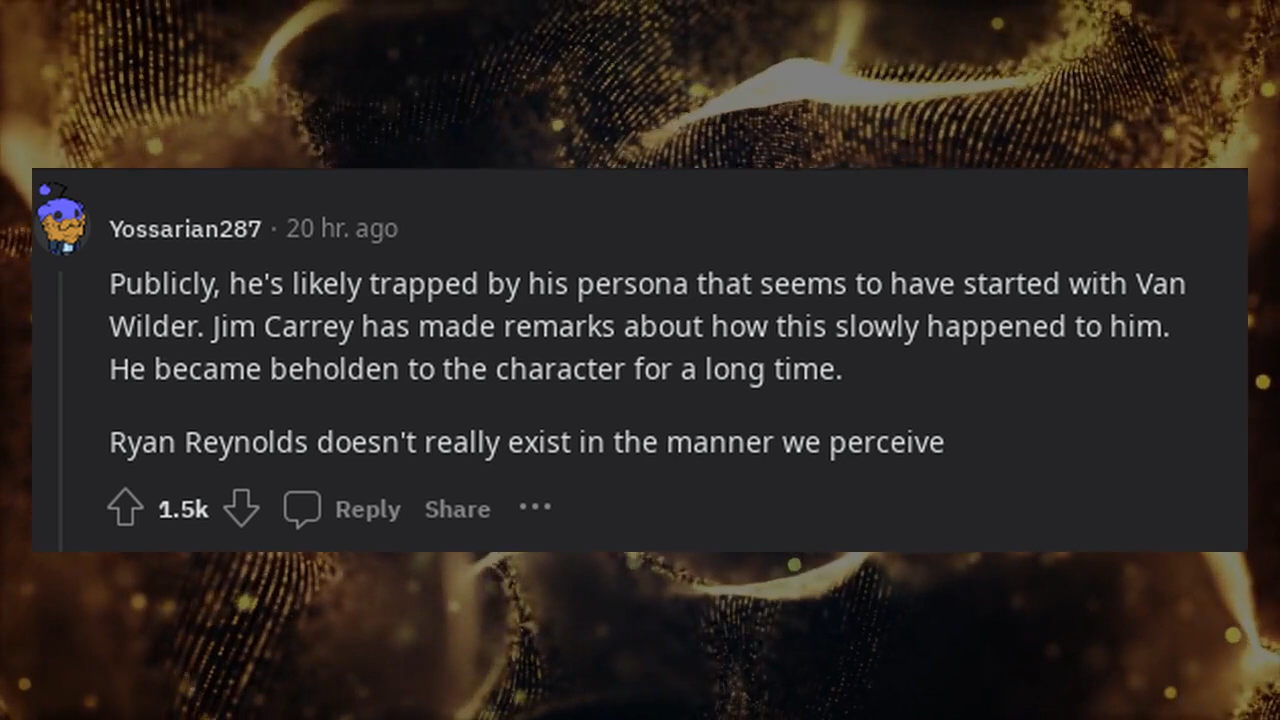 Yossarian287 · 20 hr. ago
Publicly, he's likely trapped by his persona that seems to have started with Van
Wilder. Jim Carrey has made remarks about how this slowly happened to him.
He became beholden to the character for a long time.
Ryan Reynolds doesn't really exist in the manner we perceive
1.5k Reply Share ···